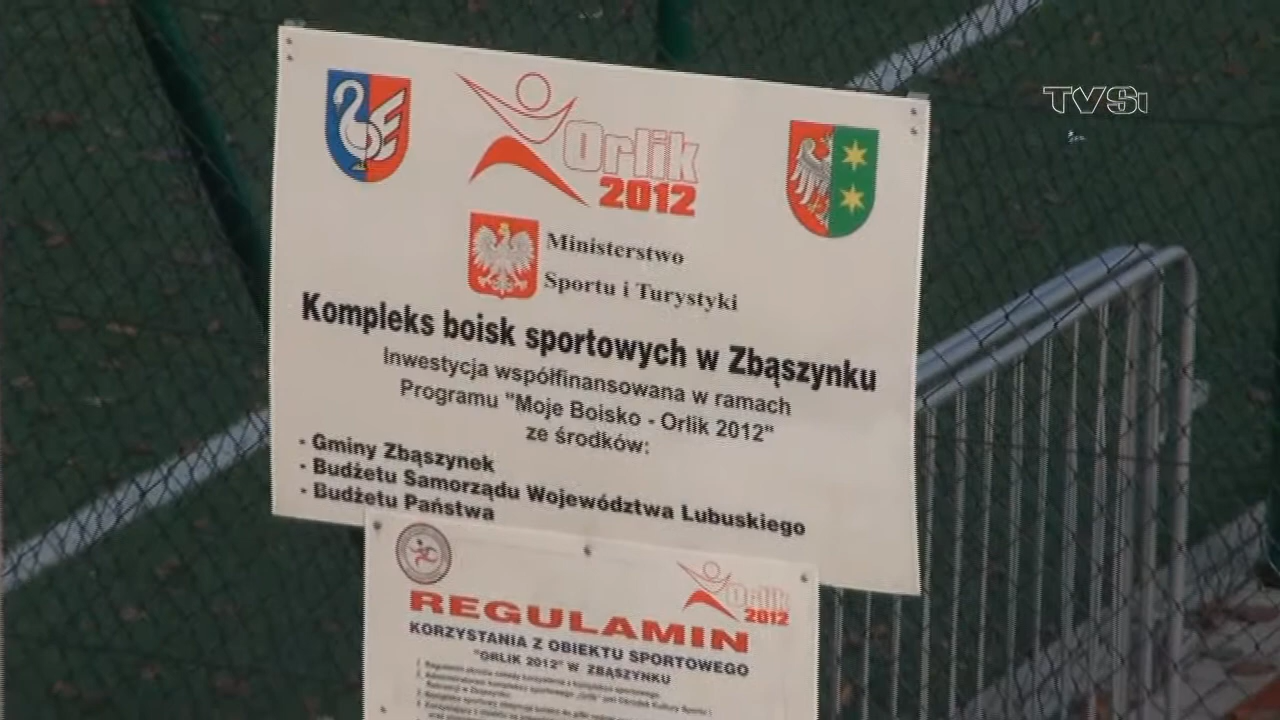 TVSi
Orlik
2012
Ministerstwo
Sportu i Turystyki
Kompleks boisk sportowych w Zbąszynku
Inwestycja współfinansowana w ramach
Programu "Moje Boisko - Orlik 2012"
ze środków:
- Gminy Zbąszynek
- Budżetu Samorządu Województwa Lubuskiego
- Budżetu Państwa
Orlik
2012
REGULAMIN
KORZYSTANIA Z OBIEKTU SPORTOWEGO
"ORLIK 2012" W ZBĄSZYNKU